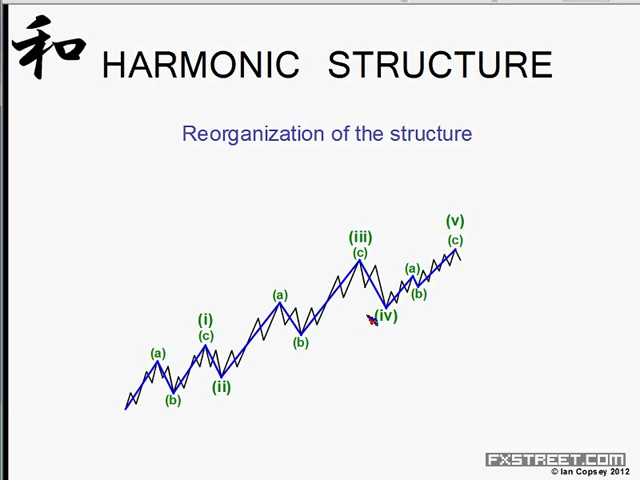 和 HARMONIC STRUCTURE
Reorganization of the structure
(v)
(c)
(iii)
(c)
(a)
(b)
(iv)
(a)
(b)
(i)
(c)
(a)
(ii)
(b)
FXSTREET.COM
© Ian Copsey 2012